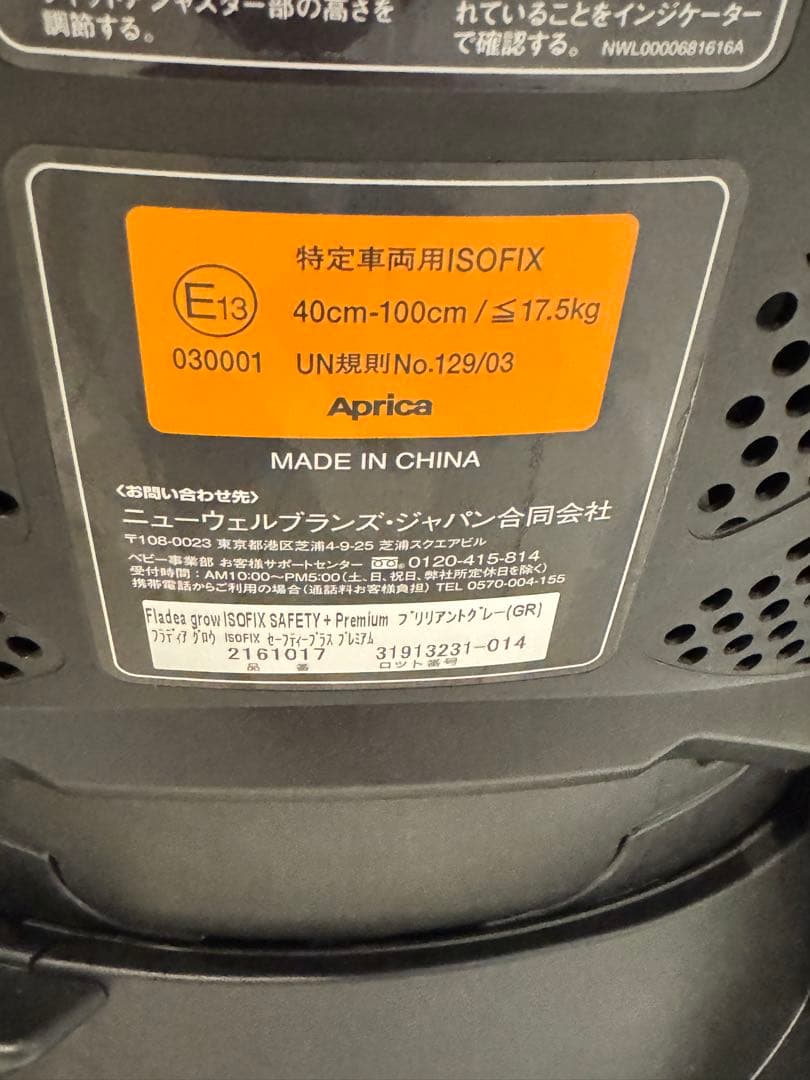 調節する。
れていることをインジケーター
で確認する。 NWL0000681616A
E13
030001
特定車両用ISOFIX
40cm-100cm / ≦17.5kg
UN規則No.129/03
Aprica
MADE IN CHINA
〈お問い合わせ先〉
ニューウェルブランズ・ジャパン合同会社
〒108-0023 東京都港区芝浦4-9-25 芝浦スクエアビル
ベビー事業部 お客様サポートセンター 0120-415-814
受付時間：AM10:00～PM5:00(土、日、祝日、弊社所定休日を除く)
携帯電話からご利用の場合(通話料お客様負担) TEL 0570-004-155
Fladea grow ISOFIX SAFETY + Premium ブリリアントグレー(GR)
フラディア グロウ ISOFIX セーフティープラス プレミアム
2161017 31913231-014
品番 ロット番号